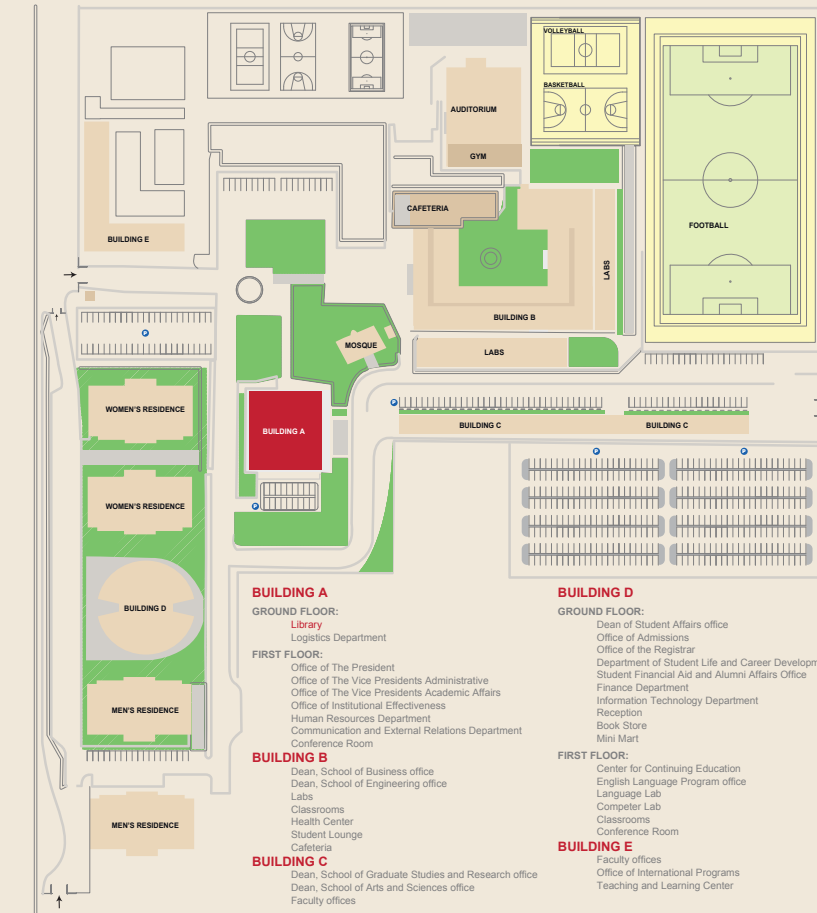 VOLLEYBALL
BASKETBALL
AUDITORIUM
GYM
CAFETERIA
FOOTBALL
BUILDING E
LABS
BUILDING B
MOSQUE
LABS
P
WOMEN'S RESIDENCE
BUILDING A
P
BUILDING C
BUILDING C
P
P
WOMEN'S RESIDENCE
P
BUILDING D
MEN'S RESIDENCE
MEN'S RESIDENCE
BUILDING A
GROUND FLOOR:
Library
Logistics Department
FIRST FLOOR:
Office of The President
Office of The Vice Presidents Administrative
Office of The Vice Presidents Academic Affairs
Office of Institutional Effectiveness
Human Resources Department
Communication and External Relations Department
Conference Room
BUILDING B
Dean, School of Business office
Dean, School of Engineering office
Labs
Classrooms
Health Center
Student Lounge
Cafeteria
BUILDING C
Dean, School of Graduate Studies and Research office
Dean, School of Arts and Sciences office
Faculty offices
BUILDING D
GROUND FLOOR:
Dean of Student Affairs office
Office of Admissions
Office of the Registrar
Department of Student Life and Career Developm
Student Financial Aid and Alumni Affairs Office
Finance Department
Information Technology Department
Reception
Book Store
Mini Mart
FIRST FLOOR:
Center for Continuing Education
English Language Program office
Language Lab
Competer Lab
Classrooms
Conference Room
BUILDING E
Faculty offices
Office of International Programs
Teaching and Learning Center